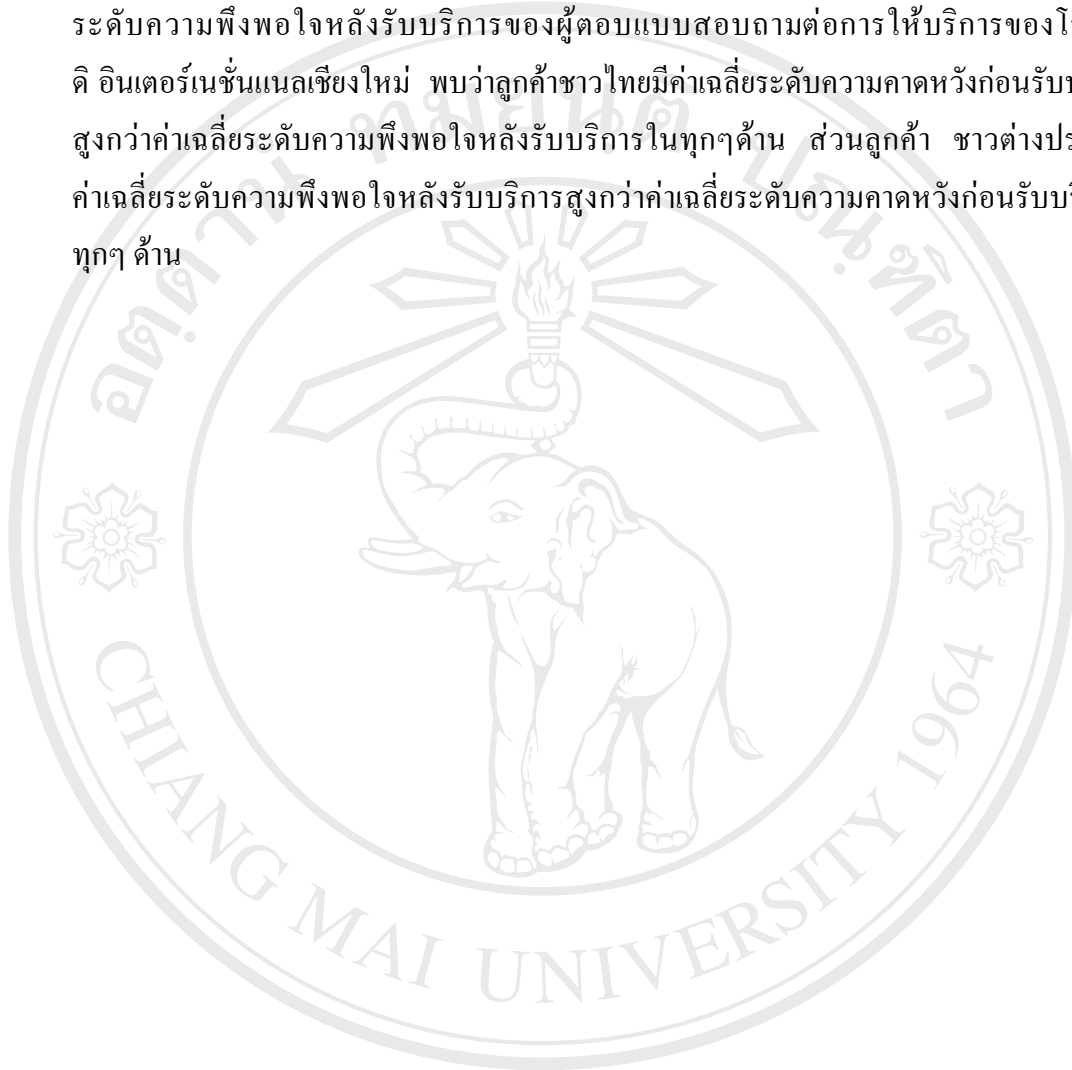 ระดับความพึงพอใจหลังรับบริการของผู้ตอบแบบสอบถามต่อการให้บริการของ
ดิ อินเตอร์เนชั่นแนลเชียงใหม่ พบว่าลูกค้าชาวไทยมีค่าเฉลี่ยระดับความคาดหวังก่อนรับ
สูงกว่าค่าเฉลี่ยระดับความพึงพอใจหลังรับบริการในทุกๆด้าน ส่วนลูกค้า ชาวต่าง
ค่าเฉลี่ยระดับความพึงพอใจหลังรับบริการสูงกว่าค่าเฉลี่ยระดับความคาดหวังก่อนรับ
ทุกๆ ด้าน
CHIANG MAI UNIVERSITY 1964